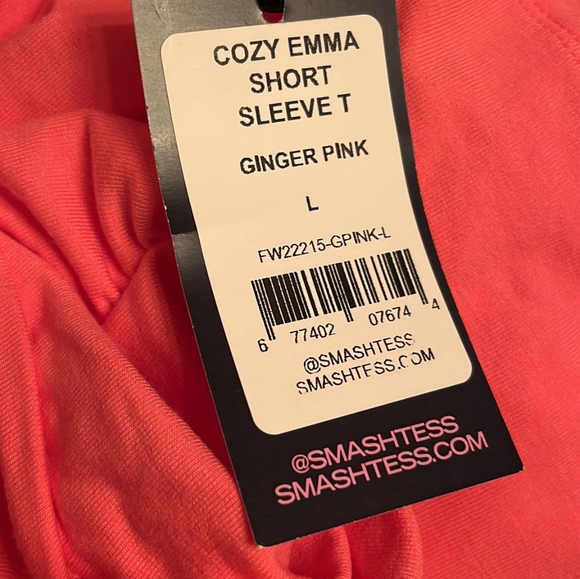 COZY EMMA
SHORT
SLEEVE T
GINGER PINK
L
FW22215-GPINK-L
6 77402 07674 4
@SMASHTESS
SMASHTESS.COM
@SMASHTESS
SMASHTESS.COM